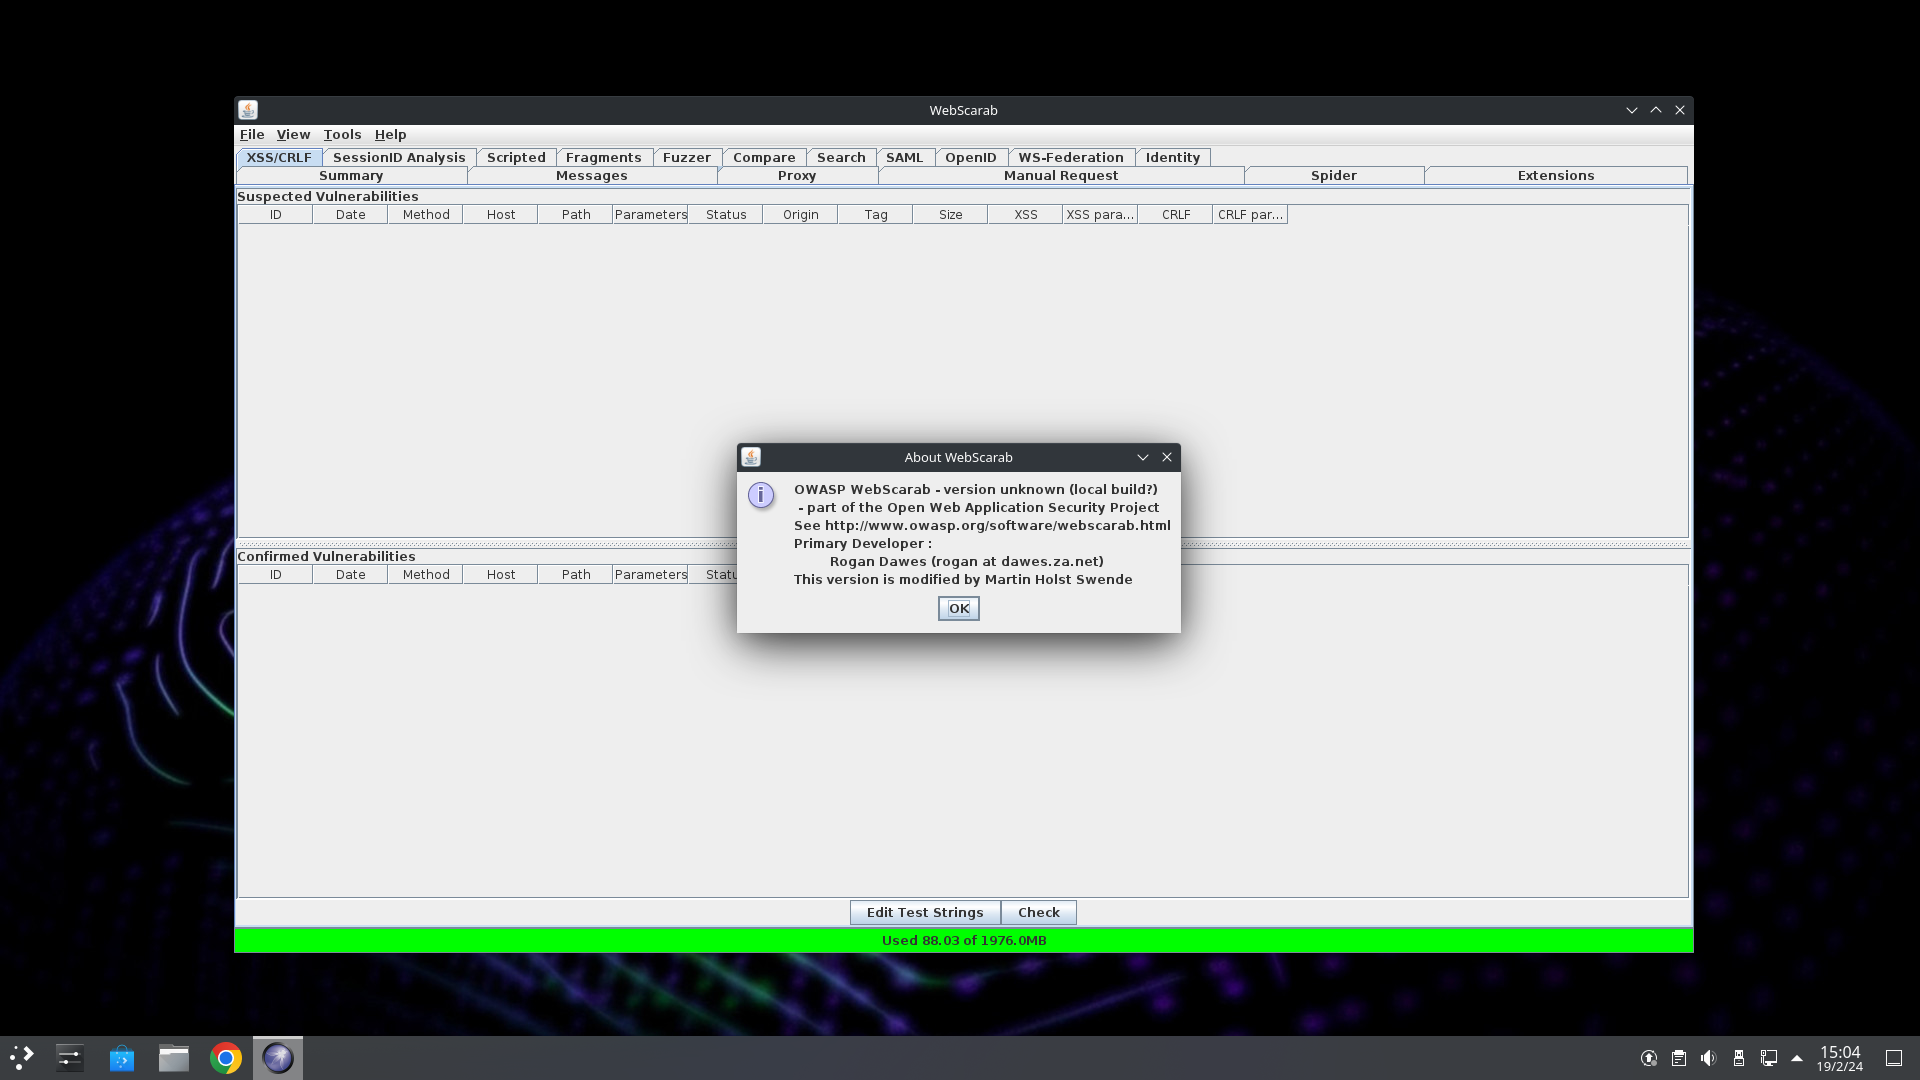 WebScarab
File View Tools Help
XSS/CRLF SessionID Analysis Scripted Fragments Fuzzer Compare Search SAML OpenID WS-Federation Identity
Summary Messages Proxy Manual Request Spider Extensions
Suspected Vulnerabilities
ID Date Method Host Path Parameters Status Origin Tag Size XSS XSS para... CRLF CRLF par...
About WebScarab
OWASP WebScarab - version unknown (local build?)
- part of the Open Web Application Security Project
See http://www.owasp.org/software/webscarab.html
Primary Developer :
Rogan Dawes (rogan at dawes.za.net)
This version is modified by Martin Holst Swende
OK
Confirmed Vulnerabilities
ID Date Method Host Path Parameters
Edit Test Strings Check
Used 88.03 of 1976.0MB
15:04
19/2/24